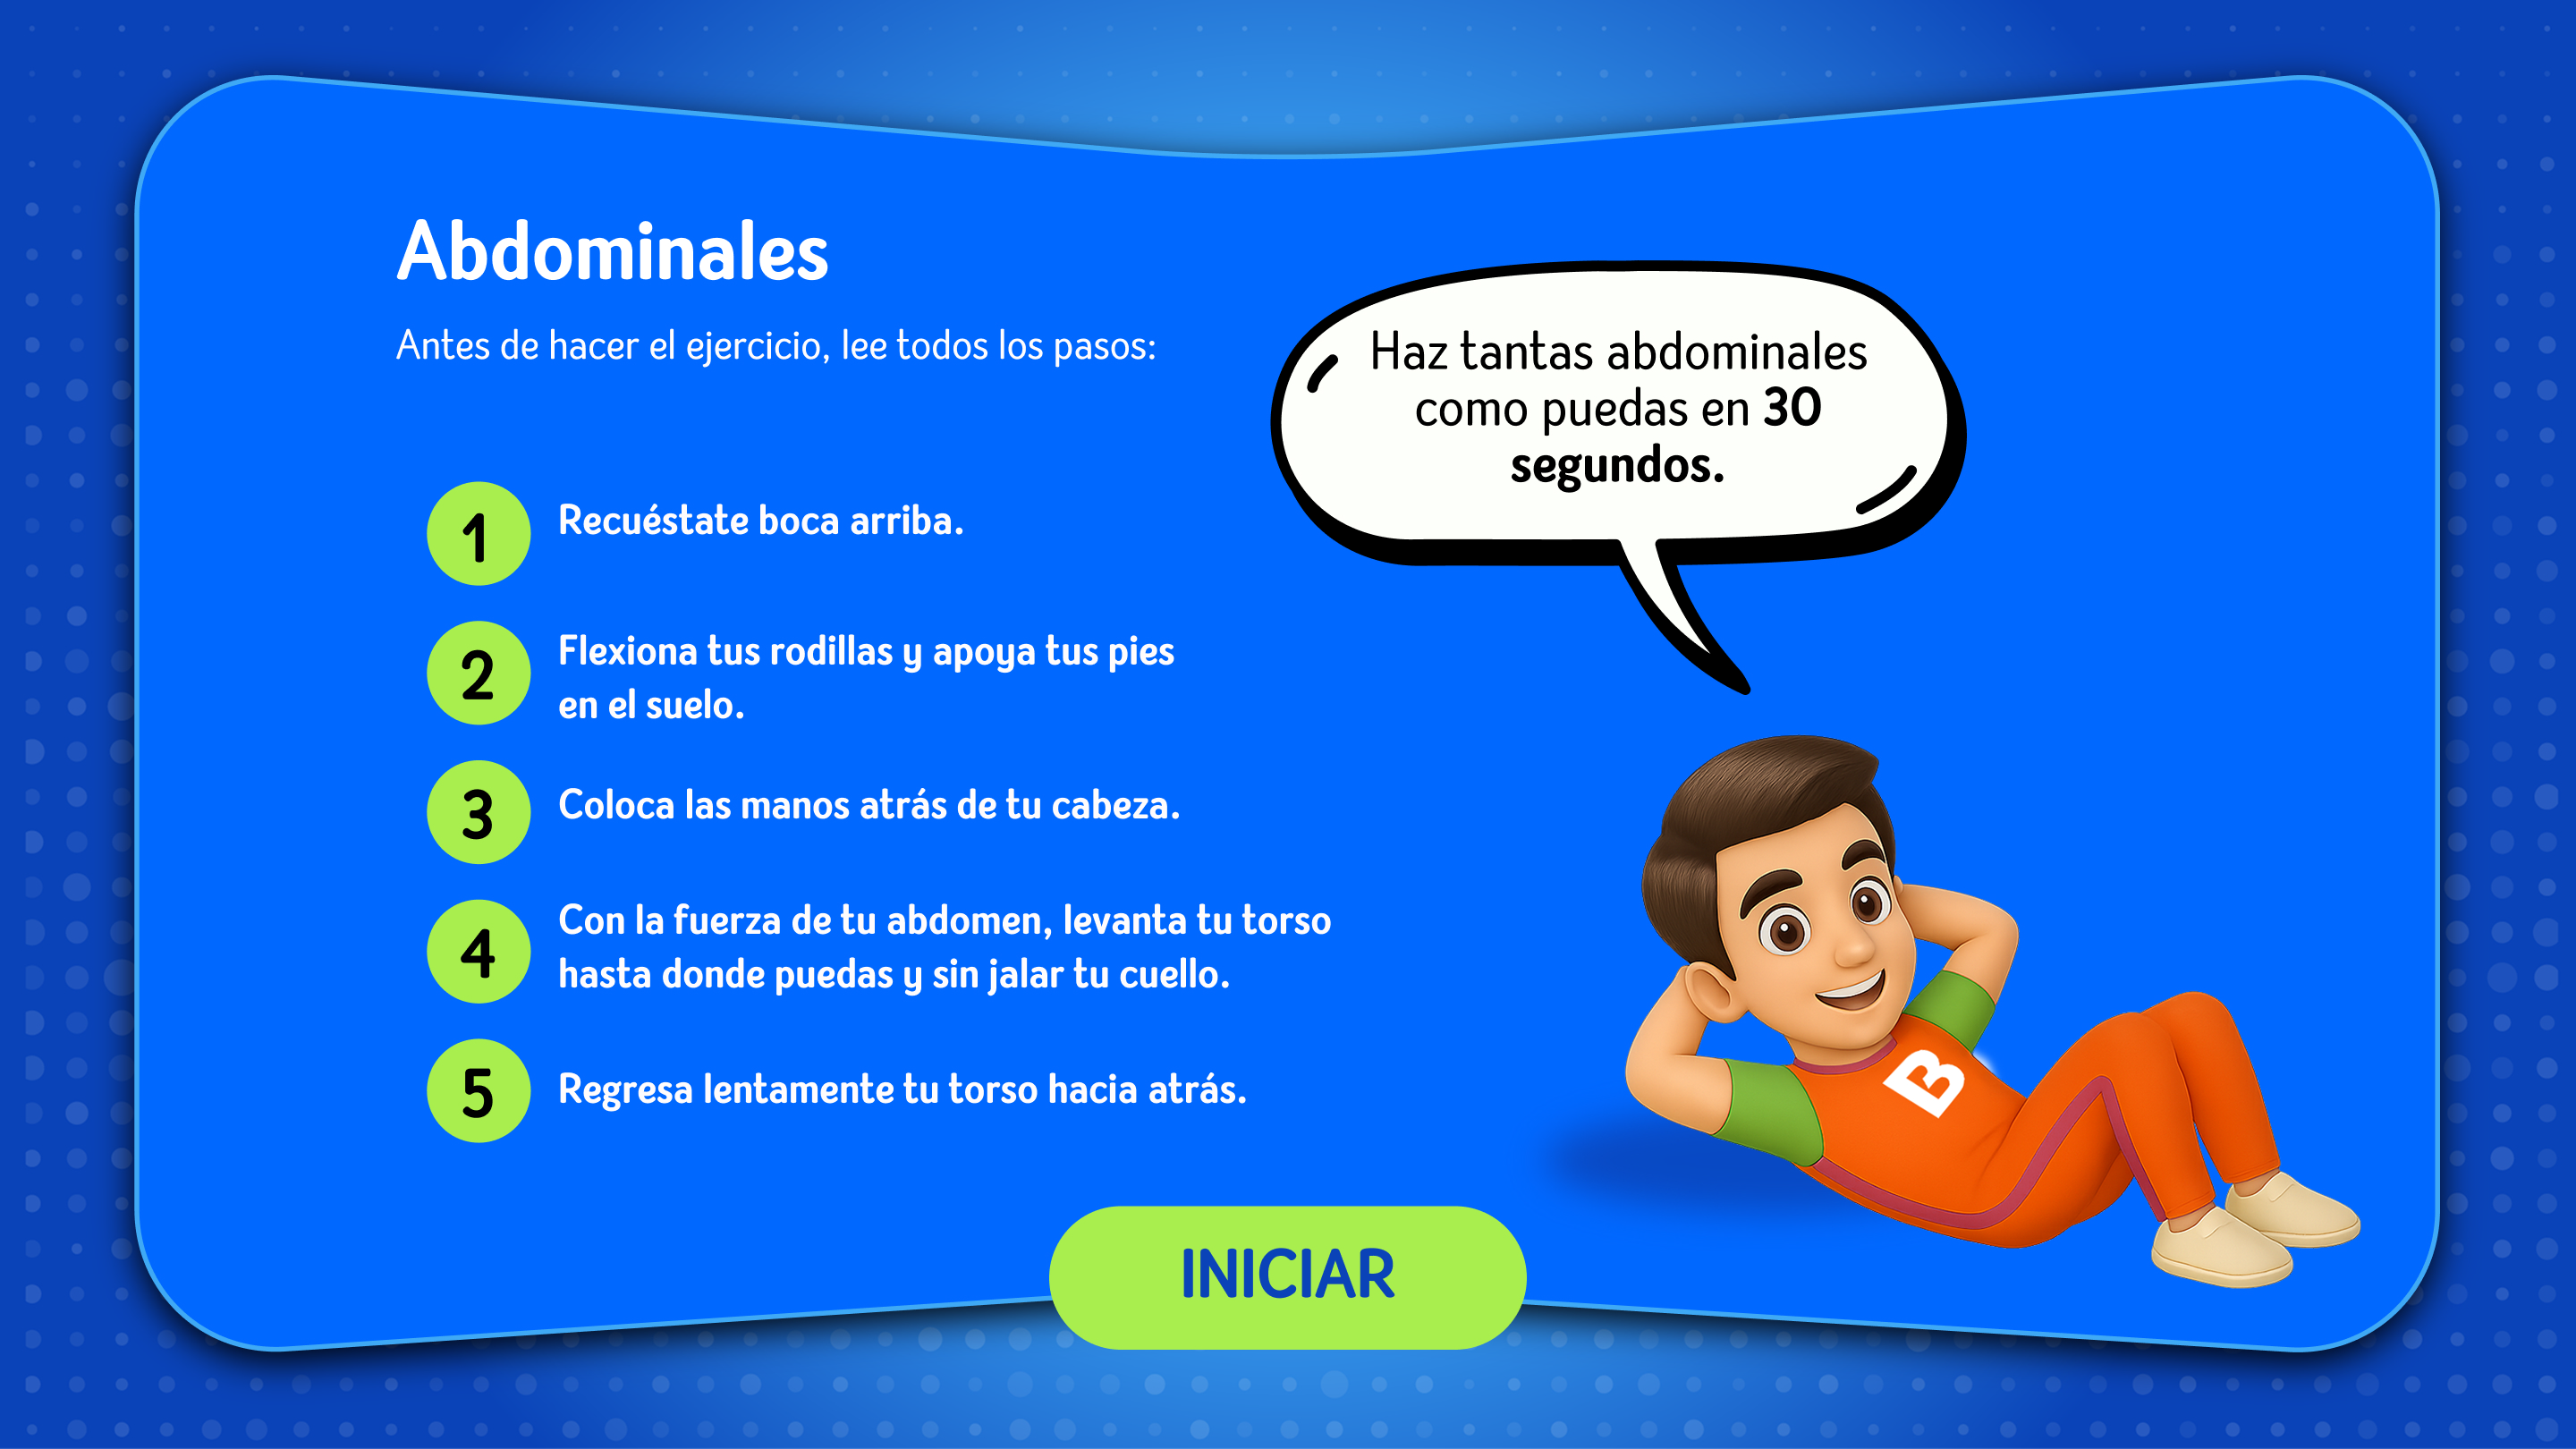 Abdominales
Antes de hacer el ejercicio, lee todos los pasos:
Haz tantas abdominales
como puedas en 30
segundos.
1 Recuéstate boca arriba.
2 Flexiona tus rodillas y apoya tus pies
en el suelo.
3 Coloca las manos atrás de tu cabeza.
4 Con la fuerza de tu abdomen, levanta tu torso
hasta donde puedas y sin jalar tu cuello.
5 Regresa lentamente tu torso hacia atrás.
B
INICIAR